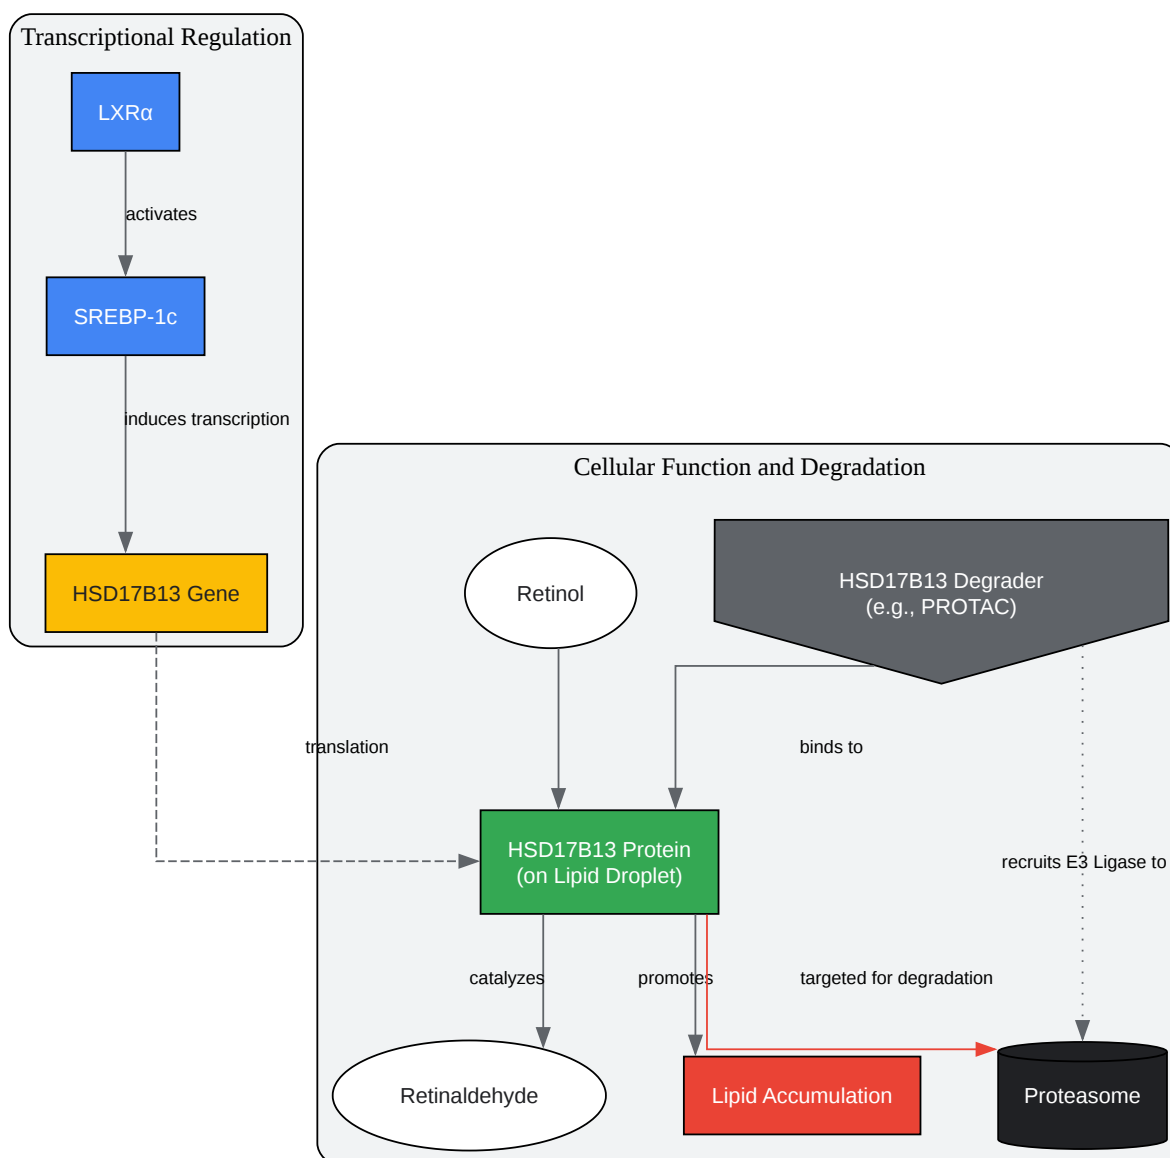 Transcriptional Regulation
LXRα
activates
SREBP-1c
induces transcription
HSD17B13 Gene
Cellular Function and Degradation
Retinol
HSD17B13 Degrader
(e.g., PROTAC)
translation
binds to
HSD17B13 Protein
(on Lipid Droplet)
recruits E3 Ligase to
catalyzes
promotes
targeted for degradation
Retinaldehyde
Lipid Accumulation
Proteasome